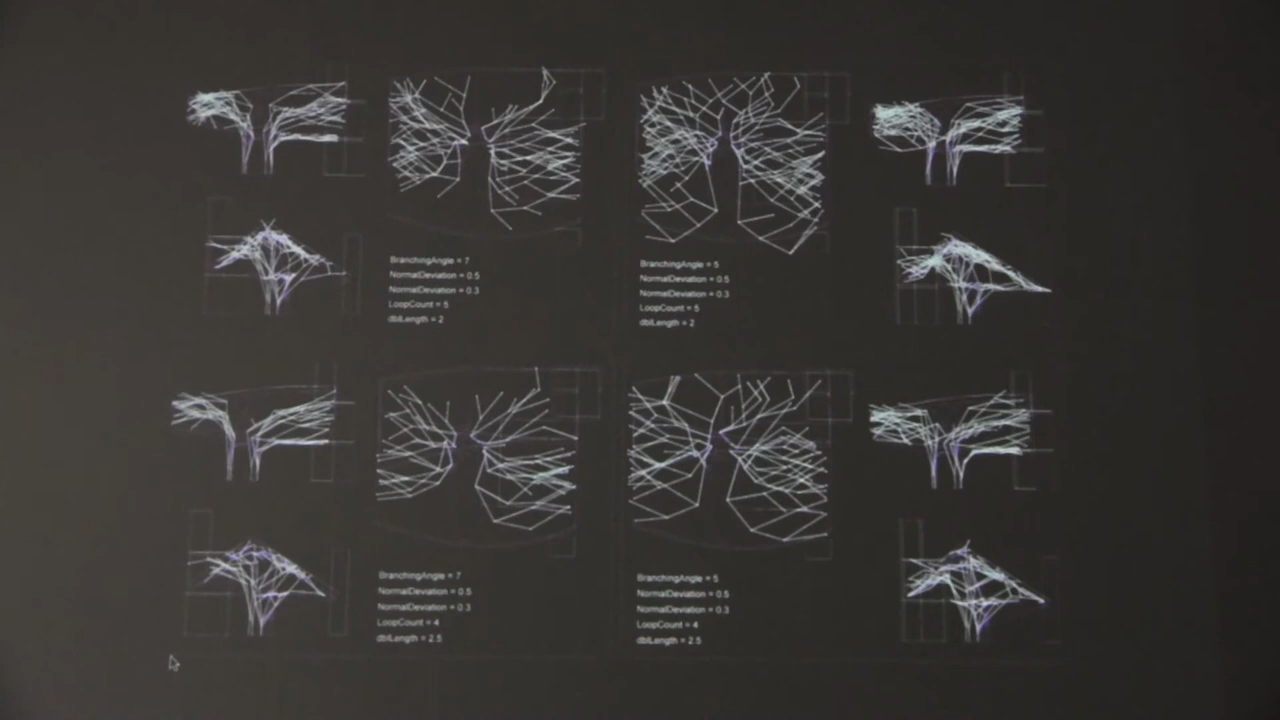 BranchingAngle = 7
NormalDeviation = 0.5
NormalDeviation = 0.3
LoopCount = 5
dblLength = 2
BranchingAngle = 5
NormalDeviation = 0.5
NormalDeviation = 0.3
LoopCount = 5
dblLength = 2
BranchingAngle = 7
NormalDeviation = 0.5
NormalDeviation = 0.3
LoopCount = 4
dblLength = 2.5
BranchingAngle = 5
NormalDeviation = 0.5
NormalDeviation = 0.3
LoopCount = 4
dblLength = 2.5